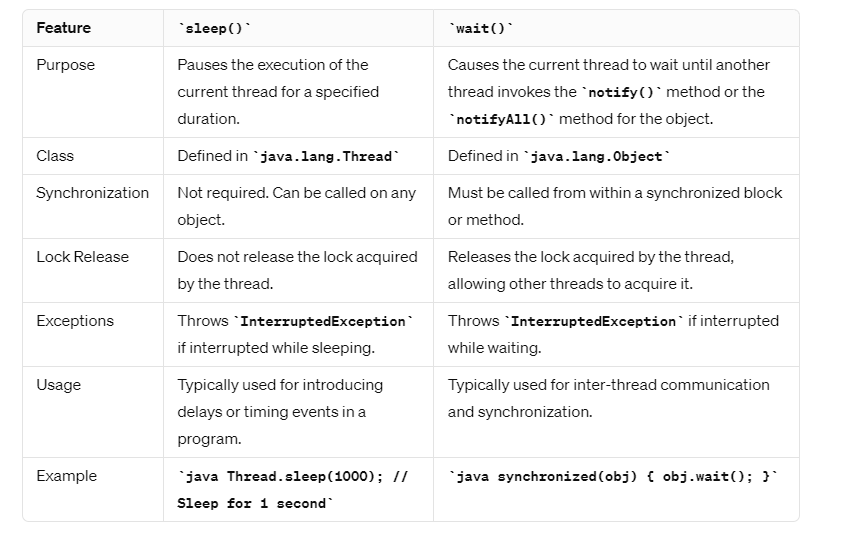 Feature `sleep()` `wait()`
Purpose
Pauses the execution of the
current thread for a specified
duration.
Causes the current thread to wait until another
thread invokes the `notify()` method or the
`notifyAll()` method for the object.
Class
Defined in `java.lang.Thread`
Defined in `java.lang.Object`
Synchronization
Not required. Can be called on any
object.
Must be called from within a synchronized block
or method.
Lock Release
Does not release the lock acquired
by the thread.
Releases the lock acquired by the thread,
allowing other threads to acquire it.
Exceptions
Throws `InterruptedException`
if interrupted while sleeping.
Throws `InterruptedException` if interrupted
while waiting.
Usage
Typically used for introducing
delays or timing events in a
program.
Typically used for inter-thread communication
and synchronization.
Example
`java Thread.sleep(1000); //
Sleep for 1 second`
`java synchronized(obj) { obj.wait(); }`